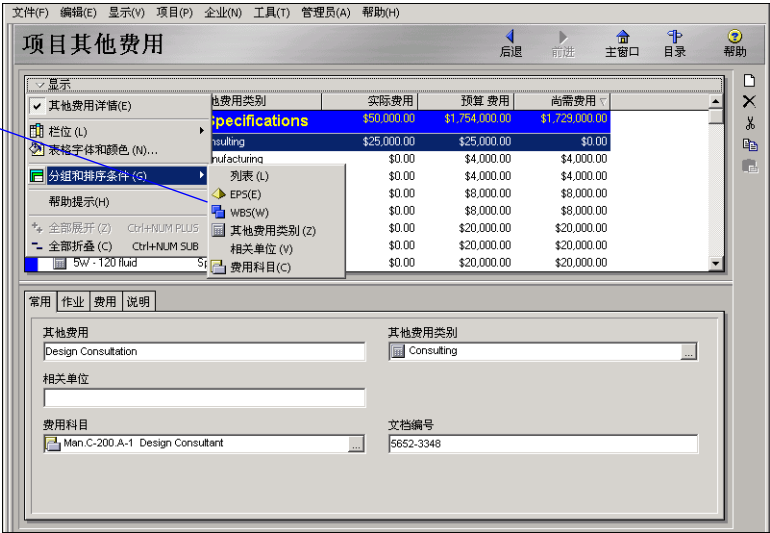 文件(F) 编辑(E) 显示(V) 项目(P) 企业(N) 工具(T) 管理员(A) 帮助(H)
项目其他费用
后退 前进 主窗口 目录 帮助
显示
其他费用类别 实际费用 预算 费用 尚需费用
Specifications $50,000.00 $1,754,000.00 $1,729,000.00
nsulting $25,000.00 $25,000.00 $0.00
nufacturing $0.00 $4,000.00 $4,000.00
$0.00 $4,000.00 $4,000.00
$0.00 $8,000.00 $8,000.00
$0.00 $8,000.00 $8,000.00
$0.00 $20,000.00 $20,000.00
$0.00 $20,000.00 $20,000.00
5W - 120 fluid Sp $0.00 $20,000.00 $20,000.00
其他费用详情(E)
栏位 (L)
表格字体和颜色 (N)...
分组和排序条件 (G)
帮助提示(H)
全部展开 (Z) Ctrl+NUM PLUS
全部折叠 (C) Ctrl+NUM SUB
列表 (L)
EPS(E)
WBS(W)
其他费用类别 (Z)
相关单位 (V)
费用科目(C)
常用 作业 费用 说明
其他费用 其他费用类别
Design Consultation Consulting ...
相关单位
费用科目 文档编号
Man.C-200.A-1 Design Consultant ... 5652-3348